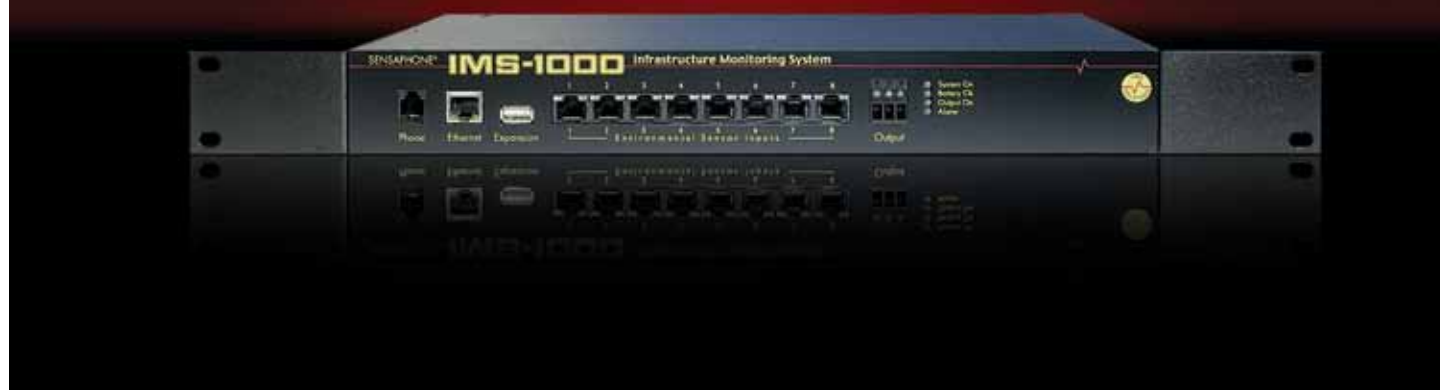 SENSAPHONE® IMS-1000 Infrastructure Monitoring System
1 2 3 4 5 6 7 8
System On
Battery Ok
Output On
Alarm
1 2 3 4 5 6 7 8
Phone Ethernet Expansion Environmental Sensor Inputs Output